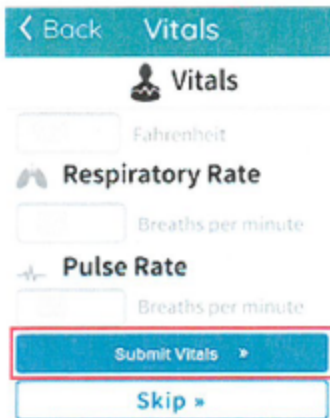 Back Vitals
Vitals
Fahrenheit
Respiratory Rate
Breaths per minute
Pulse Rate
Breaths per minute
Submit Vitals »
Skip »